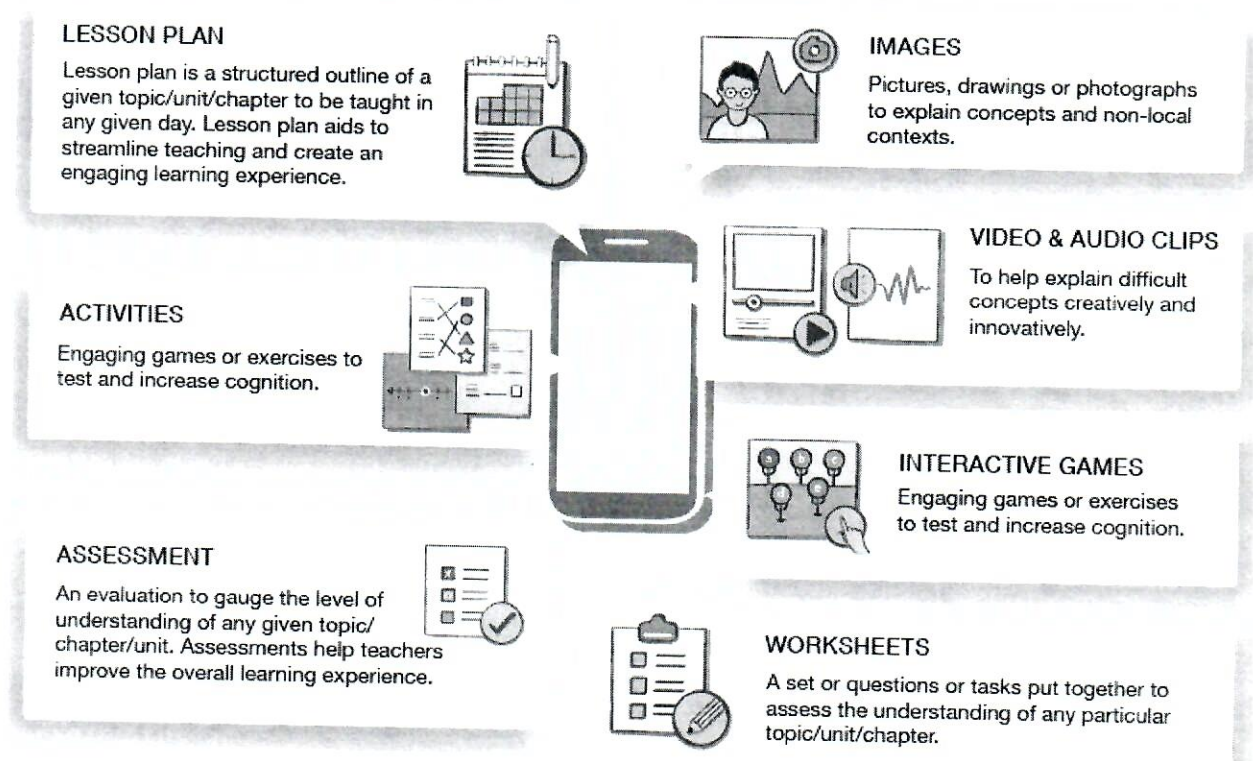 LESSON PLAN
Lesson plan is a structured outline of a
given topic/unit/chapter to be taught in
any given day. Lesson plan aids to
streamline teaching and create an
engaging learning experience.
ACTIVITIES
Engaging games or exercises to
test and increase cognition.
ASSESSMENT
An evaluation to gauge the level of
understanding of any given topic/
chapter/unit. Assessments help teachers
improve the overall learning experience.
IMAGES
Pictures, drawings or photographs
to explain concepts and non-local
contexts.
VIDEO & AUDIO CLIPS
To help explain difficult
concepts creatively and
innovatively.
INTERACTIVE GAMES
Engaging games or exercises
to test and increase cognition.
a b c
d e
WORKSHEETS
A set or questions or tasks put together to
assess the understanding of any particular
topic/unit/chapter.